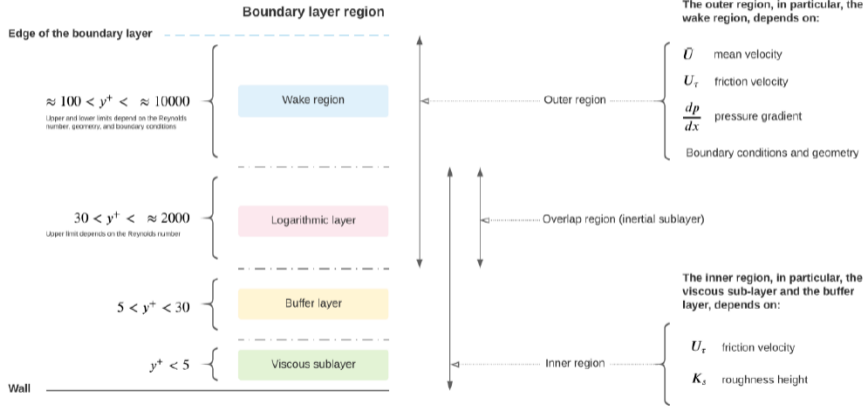 Boundary layer region
The outer region, in particular, the
wake region, depends on:
Edge of the boundary layer
Ū mean velocity
Uτ friction velocity
dp/dx pressure gradient
Boundary conditions and geometry
≈ 100 < y⁺ < ≈ 10000
Upper and lower limits depend on the Reynolds
number, geometry, and boundary conditions
Wake region
Outer region
30 < y⁺ < ≈ 2000
Upper limit depends on the Reynolds number
Logarithmic layer
Overlap region (inertial sublayer)
5 < y⁺ < 30
Buffer layer
The inner region, in particular, the
viscous sub-layer and the buffer
layer, depends on:
y⁺ < 5
Viscous sublayer
Inner region
Uτ friction velocity
Ks roughness height
Wall